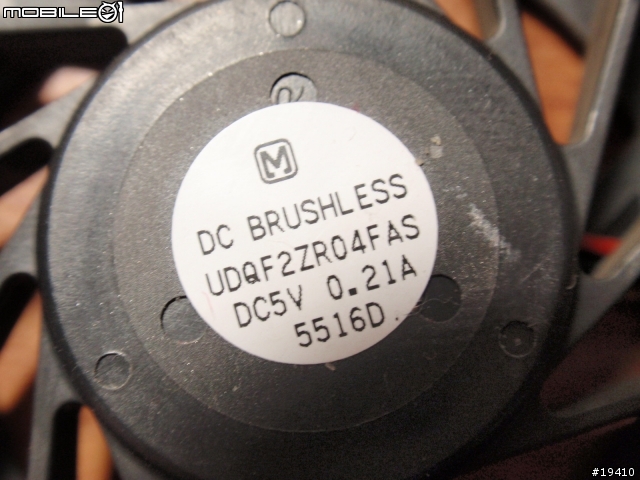 MOBILE01
M
DC BRUSHLESS
UDQF2ZR04FAS
DC5V 0.21A
5516D
#19410